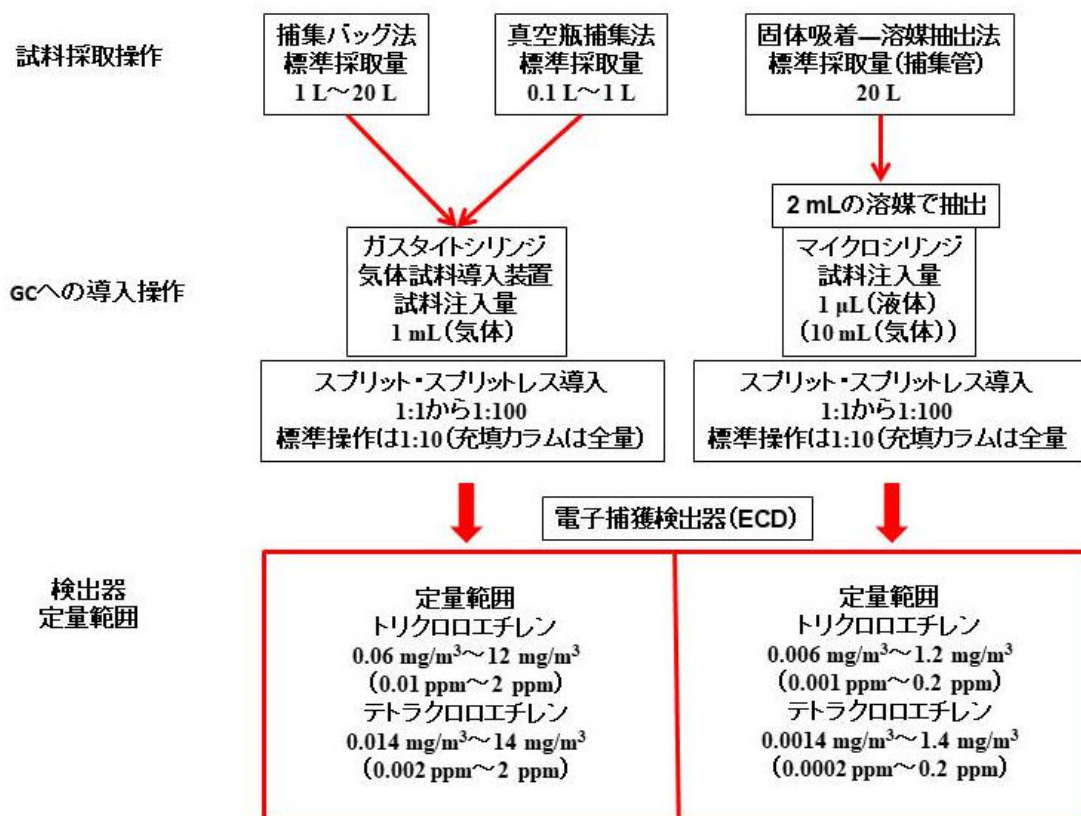 試料採取操作
捕集バッグ法
標準採取量
1 L～20 L
真空瓶捕集法
標準採取量
0.1 L～1 L
固体吸着―溶媒抽出法
標準採取量(捕集管)
20 L
GCへの導入操作
ガスタイトシリンジ
気体試料導入装置
試料注入量
1 mL(気体)
2 mLの溶媒で抽出
マイクロシリンジ
試料注入量
1 μL(液体)
(10 mL(気体))
スプリット・スプリットレス導入
1:1から1:100
標準操作は1:10(充填カラムは全量)
スプリット・スプリットレス導入
1:1から1:100
標準操作は1:10(充填カラムは全量
電子捕獲検出器(ECD)
検出器
定量範囲
定量範囲
トリクロロエチレン
0.06 mg/m³～12 mg/m³
(0.01 ppm～2 ppm)
テトラクロロエチレン
0.014 mg/m³～14 mg/m³
(0.002 ppm～2 ppm)
定量範囲
トリクロロエチレン
0.006 mg/m³～1.2 mg/m³
(0.001 ppm～0.2 ppm)
テトラクロロエチレン
0.0014 mg/m³～1.4 mg/m³
(0.0002 ppm～0.2 ppm)